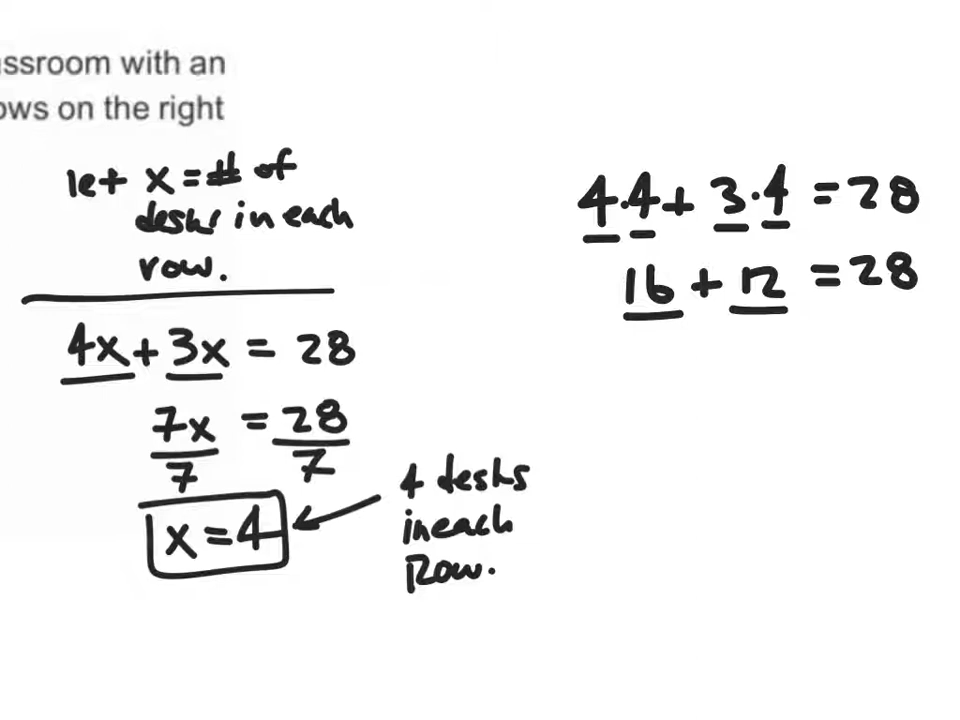 assroom with an
ows on the right
let x = # of
desks in each
row.
4x + 3x = 28
7x = 28
7 7
x = 4
4 desks
in each
Row.
4·4 + 3·4 = 28
16 + 12 = 28